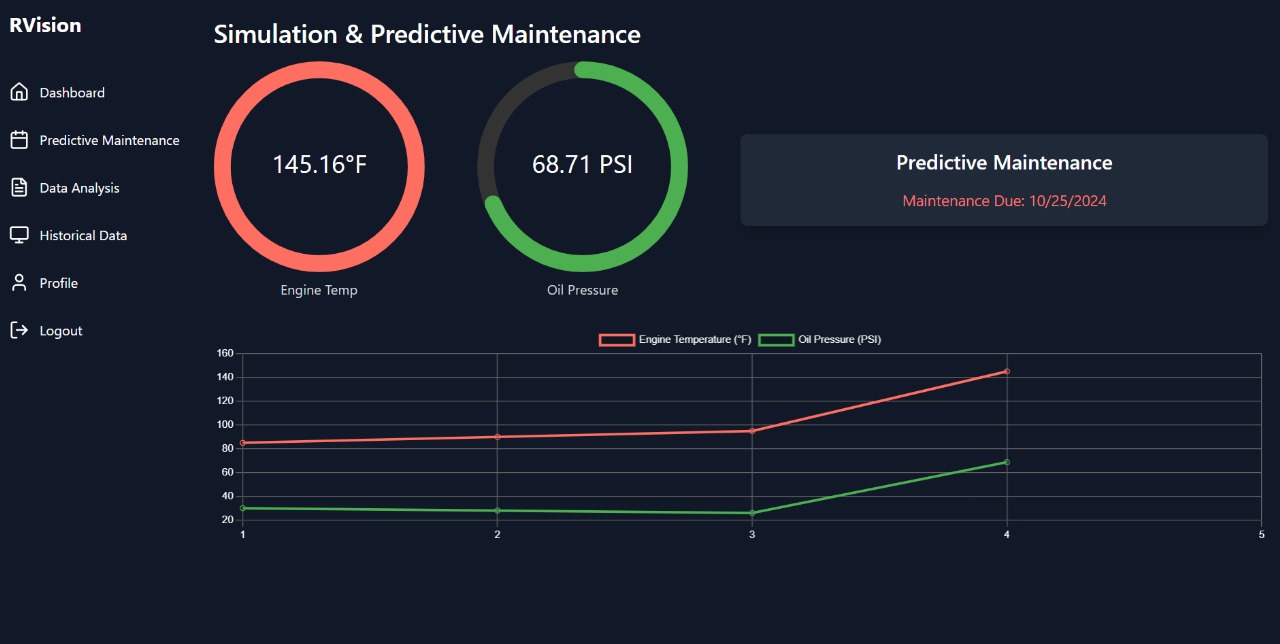 RVision
Dashboard
Predictive Maintenance
Data Analysis
Historical Data
Profile
Logout
Simulation & Predictive Maintenance
145.16°F
Engine Temp
68.71 PSI
Oil Pressure
Predictive Maintenance
Maintenance Due: 10/25/2024
Engine Temperature (°F) Oil Pressure (PSI)
160
140
120
100
80
60
40
20
1 2 3 4 5